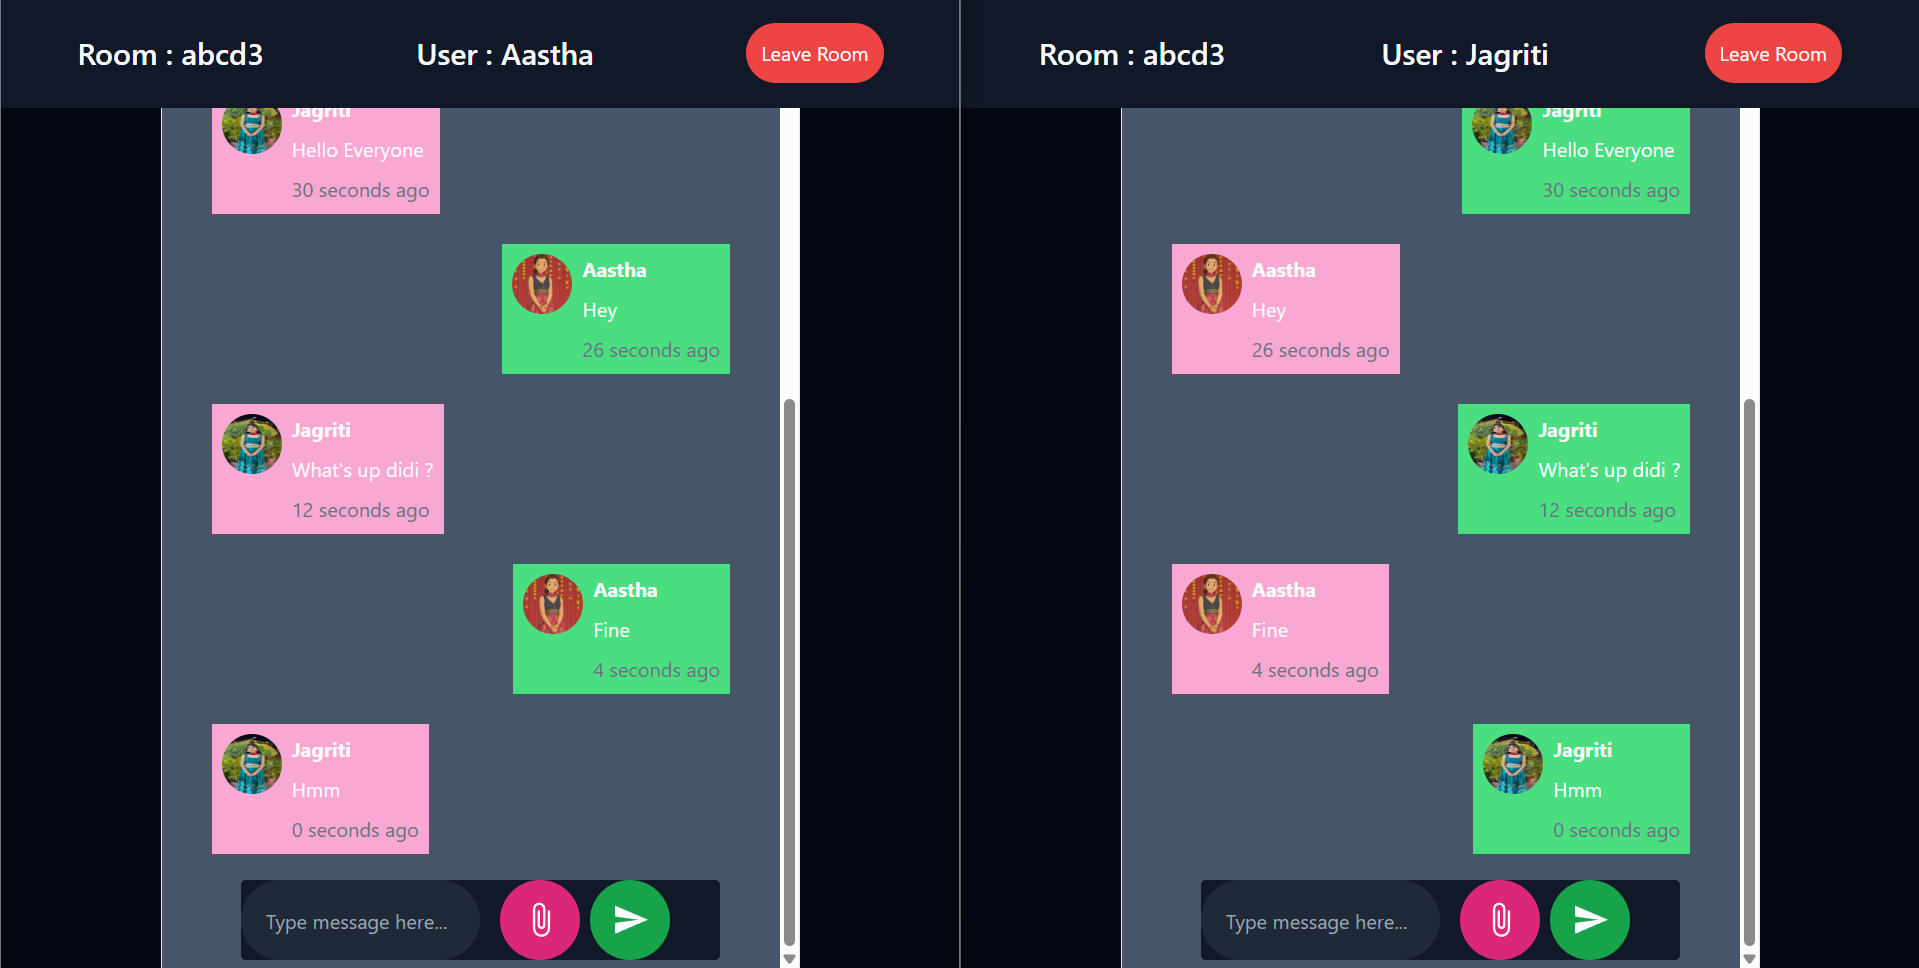 Room : abcd3
User : Aastha
Leave Room
Jagriti
Hello Everyone
30 seconds ago
Aastha
Hey
26 seconds ago
Jagriti
What's up didi ?
12 seconds ago
Aastha
Fine
4 seconds ago
Jagriti
Hmm
0 seconds ago
Type message here...
Room : abcd3
User : Jagriti
Leave Room
Jagriti
Hello Everyone
30 seconds ago
Aastha
Hey
26 seconds ago
Jagriti
What's up didi ?
12 seconds ago
Aastha
Fine
4 seconds ago
Jagriti
Hmm
0 seconds ago
Type message here...